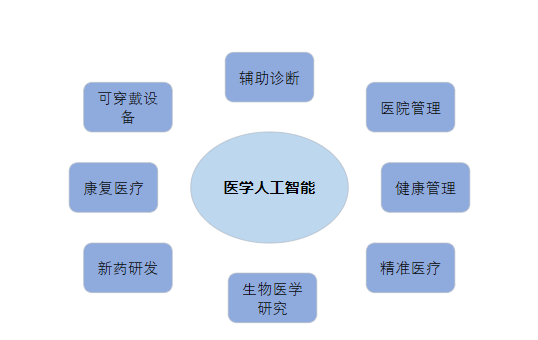 辅助诊断
可穿戴设
备
医院管理
康复医疗
医学人工智能
健康管理
新药研发
精准医疗
生物医学
研究